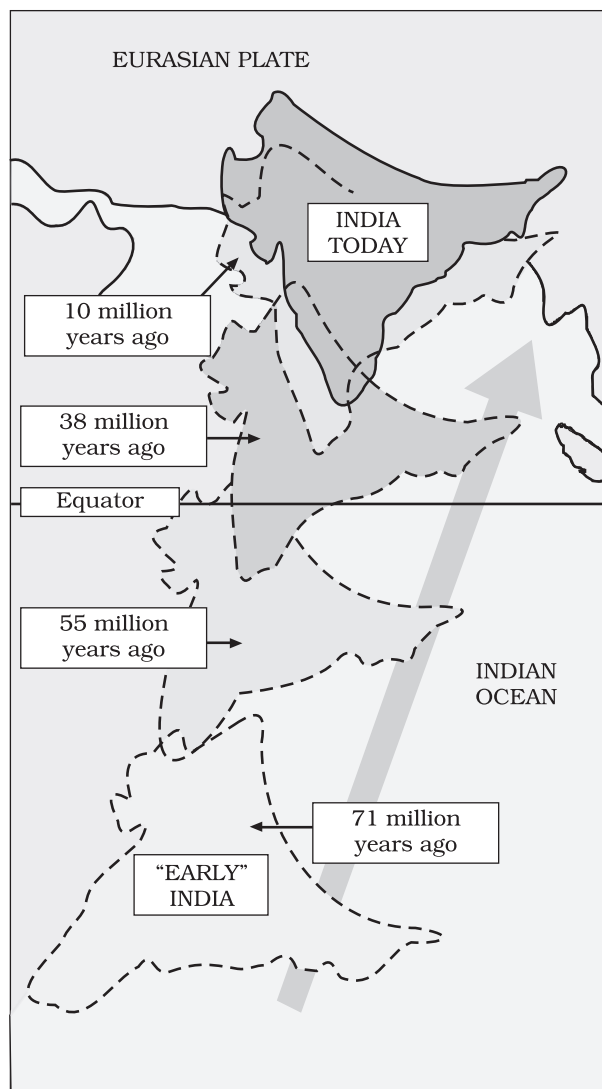 EURASIAN PLATE
INDIA
TODAY
10 million
years ago
38 million
years ago
Equator
55 million
years ago
INDIAN
OCEAN
71 million
years ago
“EARLY”
INDIA